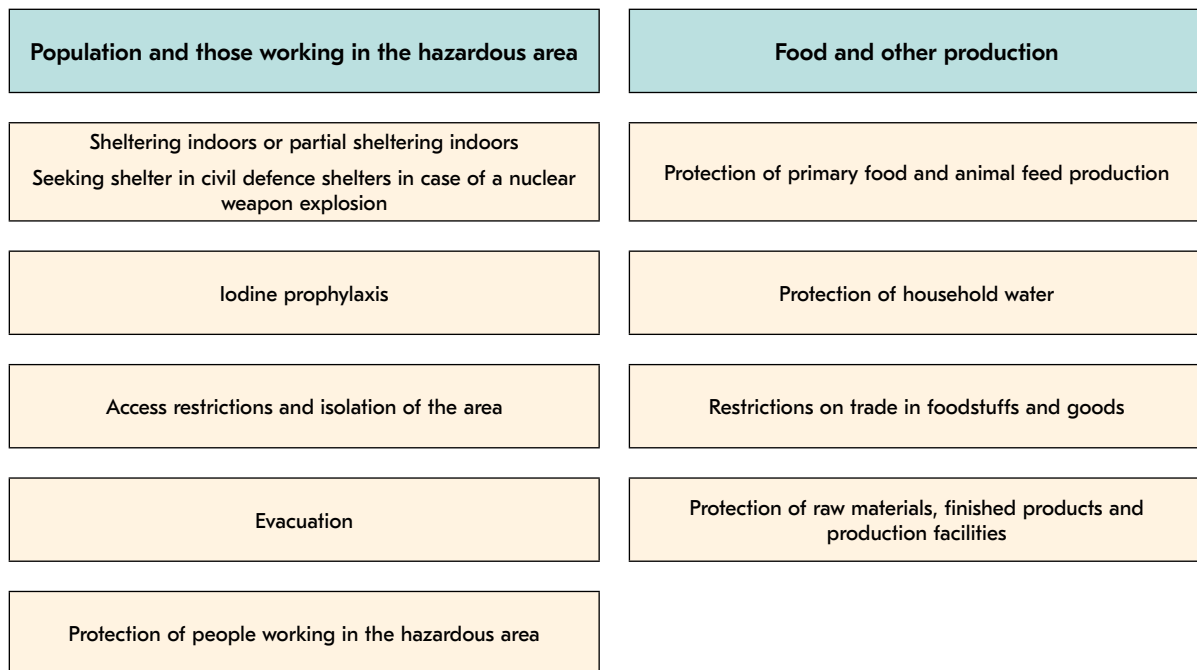 Population and those working in the hazardous area
Sheltering indoors or partial sheltering indoors
Seeking shelter in civil defence shelters in case of a nuclear
weapon explosion
Iodine prophylaxis
Access restrictions and isolation of the area
Evacuation
Protection of people working in the hazardous area
Food and other production
Protection of primary food and animal feed production
Protection of household water
Restrictions on trade in foodstuffs and goods
Protection of raw materials, finished products and
production facilities